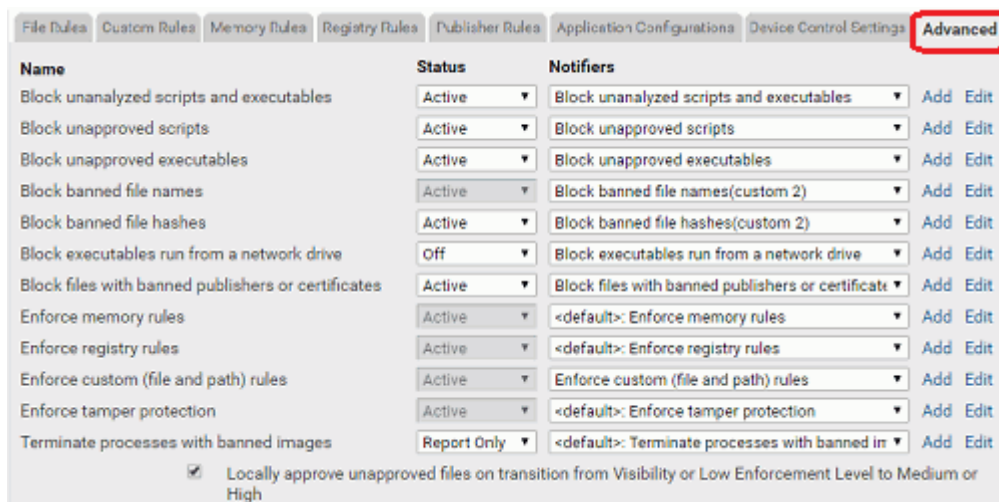 File Rules Custom Rules Memory Rules Registry Rules Publisher Rules Application Configurations Device Control Settings Advanced
Name Status Notifiers
Block unanalyzed scripts and executables Active Block unanalyzed scripts and executables Add Edit
Block unapproved scripts Active Block unapproved scripts Add Edit
Block unapproved executables Active Block unapproved executables Add Edit
Block banned file names Active Block banned file names(custom 2) Add Edit
Block banned file hashes Active Block banned file hashes(custom 2) Add Edit
Block executables run from a network drive Off Block executables run from a network drive Add Edit
Block files with banned publishers or certificates Active Block files with banned publishers or certificate Add Edit
Enforce memory rules Active <default>: Enforce memory rules Add Edit
Enforce registry rules Active <default>: Enforce registry rules Add Edit
Enforce custom (file and path) rules Active Enforce custom (file and path) rules Add Edit
Enforce tamper protection Active <default>: Enforce tamper protection Add Edit
Terminate processes with banned images Report Only <default>: Terminate processes with banned im Add Edit
Locally approve unapproved files on transition from Visibility or Low Enforcement Level to Medium or
High